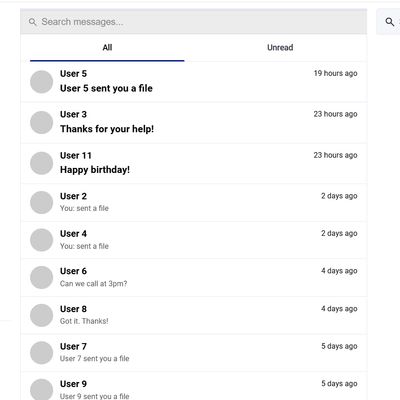 Search messages...
All
Unread
User 5
19 hours ago
User 5 sent you a file
User 3
23 hours ago
Thanks for your help!
User 11
23 hours ago
Happy birthday!
User 2
2 days ago
You: sent a file
User 4
2 days ago
You: sent a file
User 6
4 days ago
Can we call at 3pm?
User 8
4 days ago
Got it. Thanks!
User 7
5 days ago
User 7 sent you a file
User 9
5 days ago
User 9 sent you a file